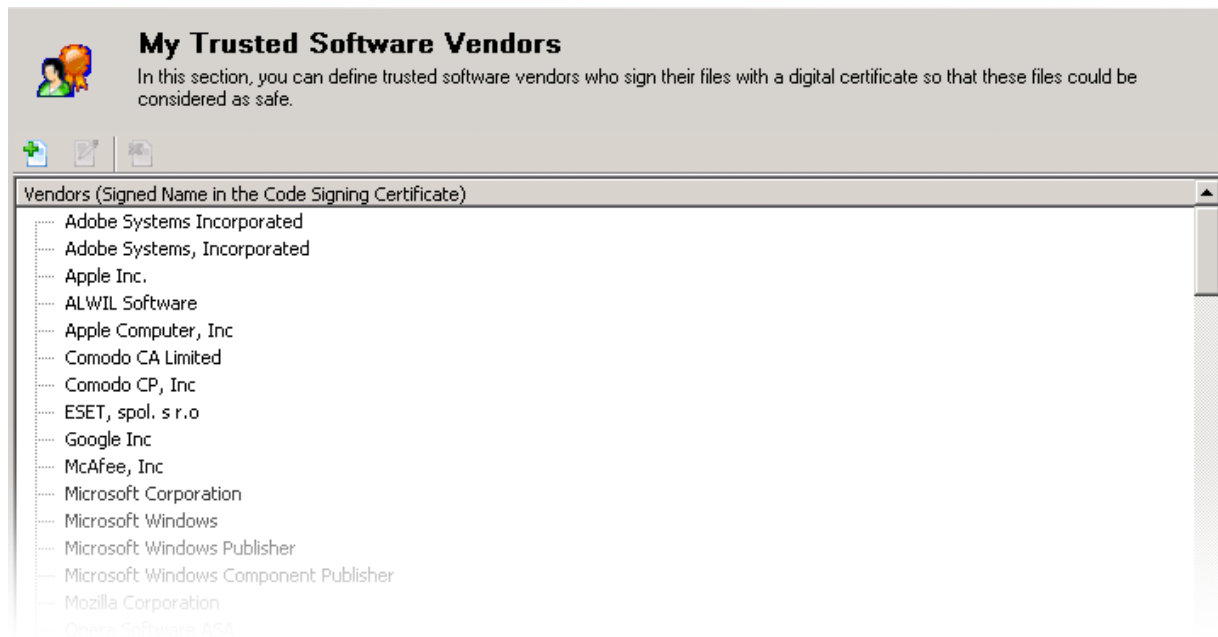 My Trusted Software Vendors
In this section, you can define trusted software vendors who sign their files with a digital certificate so that these files could be
considered as safe.
Vendors (Signed Name in the Code Signing Certificate)
Adobe Systems Incorporated
Adobe Systems, Incorporated
Apple Inc.
ALWIL Software
Apple Computer, Inc
Comodo CA Limited
Comodo CP, Inc
ESET, spol. s r.o
Google Inc
McAfee, Inc
Microsoft Corporation
Microsoft Windows
Microsoft Windows Publisher
Microsoft Windows Component Publisher
Mozilla Corporation
Opera Software ASA